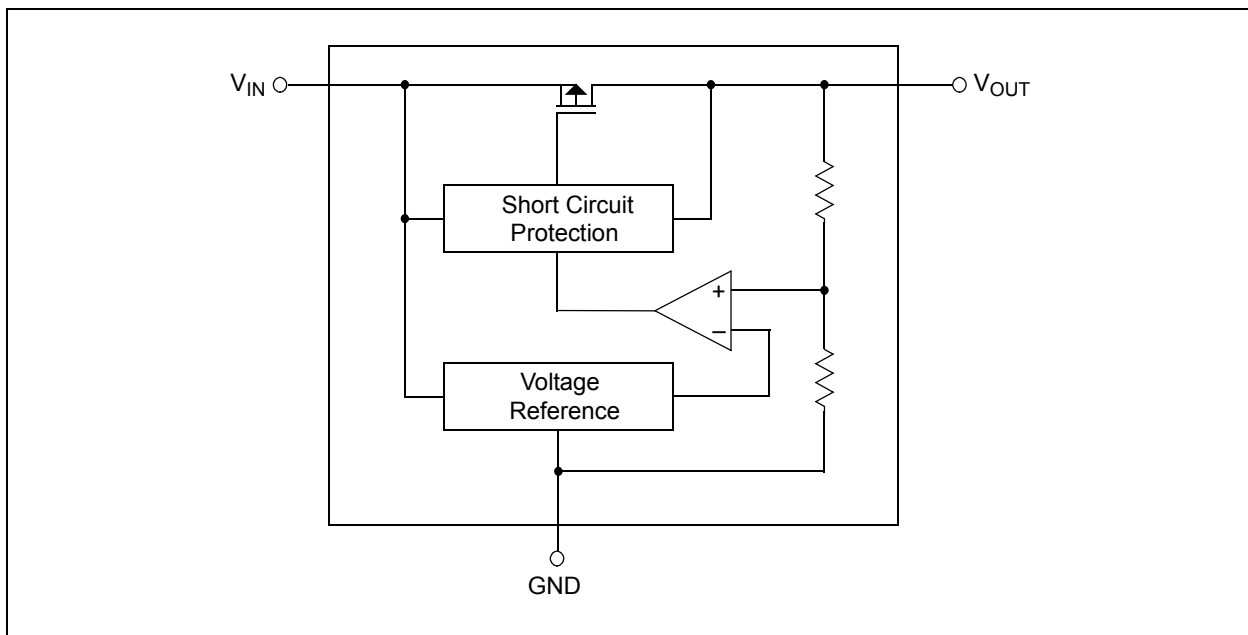 V_IN
V_OUT
Short Circuit
Protection
+
–
Voltage
Reference
GND